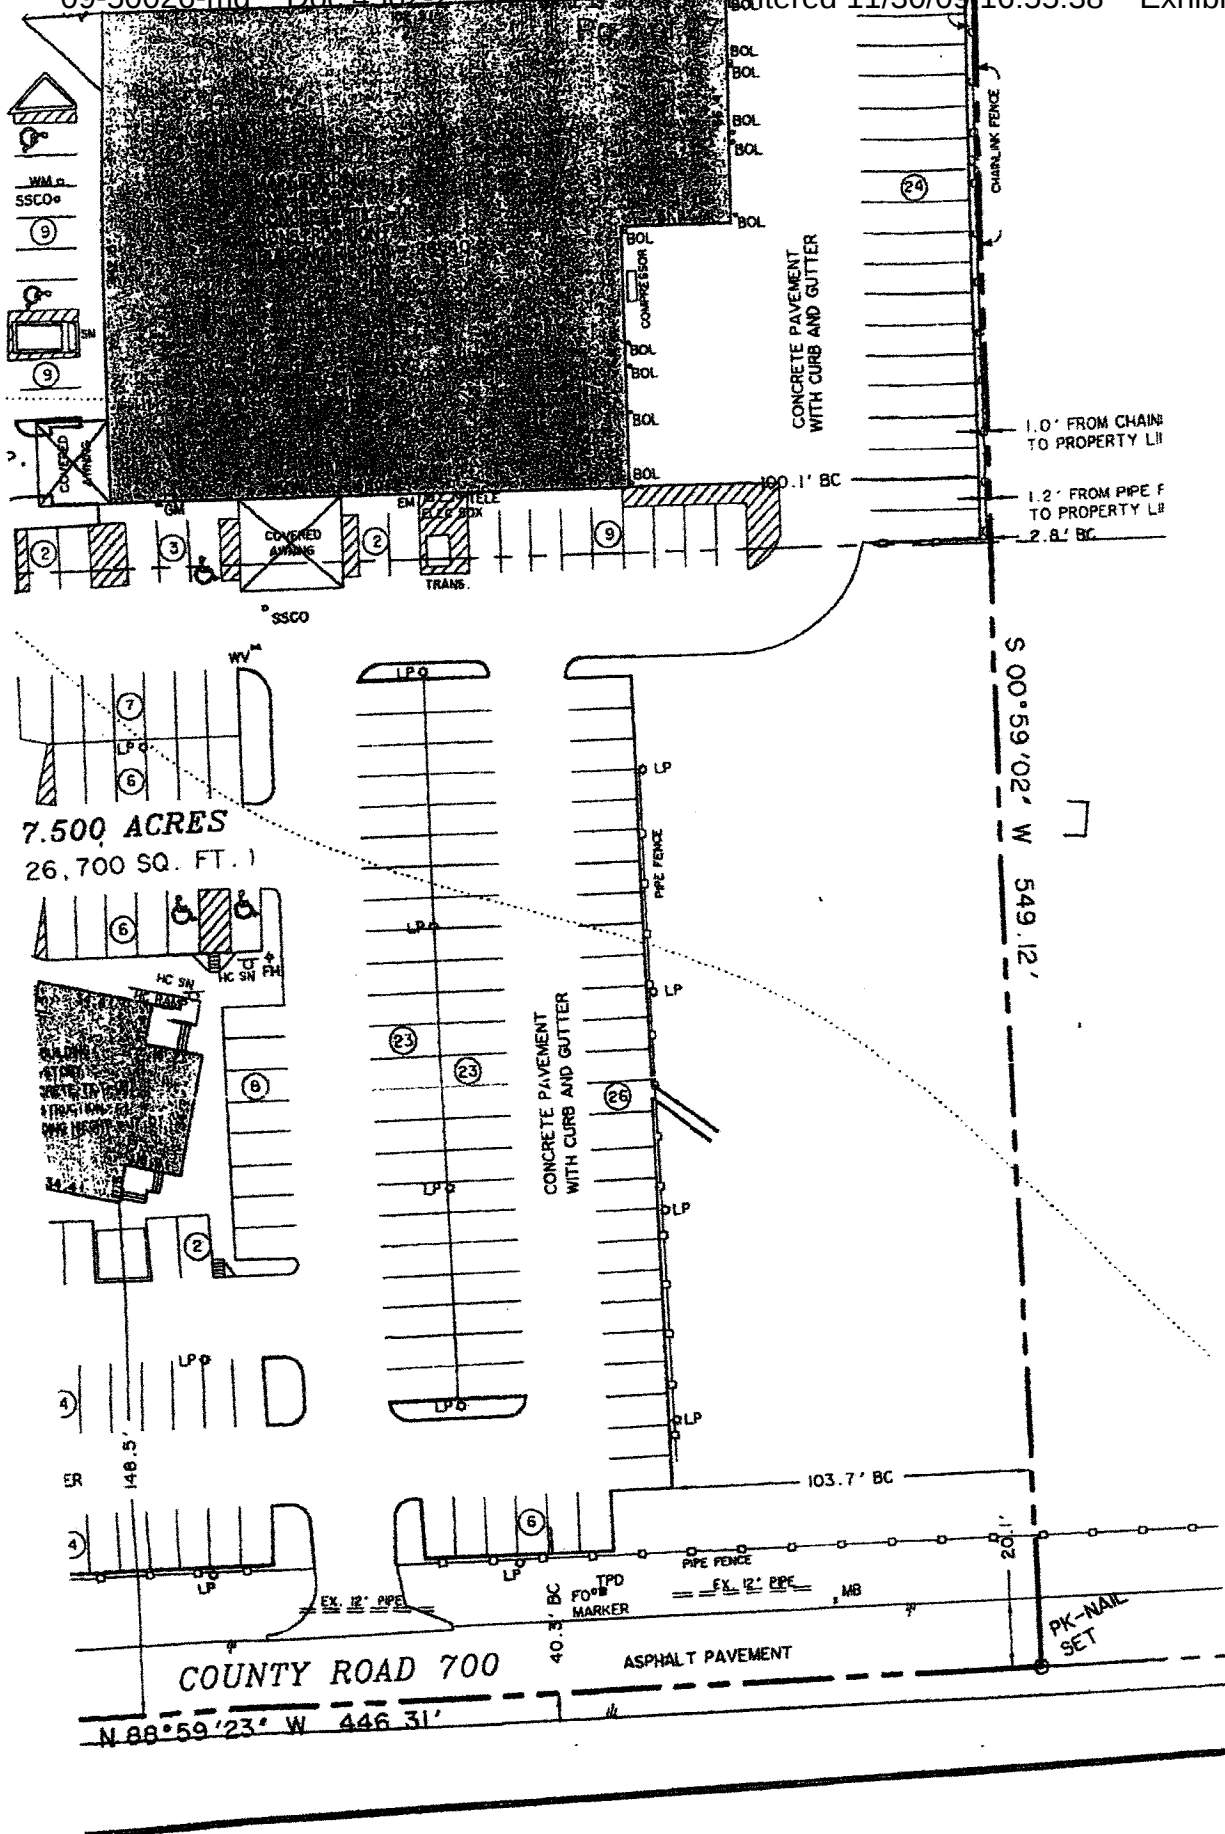 ntered 11/30/09 16:55:38 Exhib
BOL
BOL
BOL
BOL
BOL
BOL
BOL
BOL
BOL
BOL
BOL
CHAINLINK FENCE
24
WM
SSCO
9
SN
9
COMPRESSOR
CONCRETE PAVEMENT
WITH CURB AND GUTTER
COVERED
AWNING
1.0' FROM CHAIN
TO PROPERTY LI
1.2' FROM PIPE F
TO PROPERTY LI
2.8' BC
100.1' BC
GM
EM
TELE
ELEC BOX
2
3
COVERED
AWNING
2
9
TRANS.
SSCO
WV
LP
7
LP
6
LP
PIPE FENCE
S 00°59'02" W 549.12'
7.500 ACRES
26,700 SQ. FT. )
6
LP
HC SN
HC SN
FH
HC RAMP
LP
23
23
8
26
CONCRETE PAVEMENT
WITH CURB AND GUTTER
LP
LP
2
LP
4
LP
LP
ER
148.5'
103.7' BC
4
6
LP
LP
PIPE FENCE
20.1'
EX. 12" PIPE
40.3' BC
TPD
FO
MARKER
EX. 12" PIPE
MB
PK-NAIL
SET
COUNTY ROAD 700
ASPHALT PAVEMENT
N 88°59'23" W 446.31'